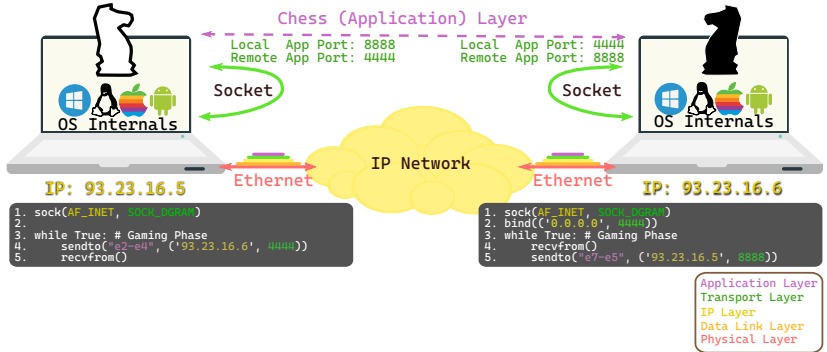 Chess (Application) Layer
Local App Port: 8888
Remote App Port: 4444
Local App Port: 4444
Remote App Port: 8888
Socket
Socket
OS Internals
OS Internals
IP Network
Ethernet
Ethernet
IP: 93.23.16.5
IP: 93.23.16.6
1. sock(AF_INET, SOCK_DGRAM)
2.
3. while True: # Gaming Phase
4. sendto("e2-e4", ('93.23.16.6', 4444))
5. recvfrom()
1. sock(AF_INET, SOCK_DGRAM)
2. bind(('0.0.0.0', 4444))
3. while True: # Gaming Phase
4. recvfrom()
5. sendto("e7-e5", ('93.23.16.5', 8888))
Application Layer
Transport Layer
IP Layer
Data Link Layer
Physical Layer